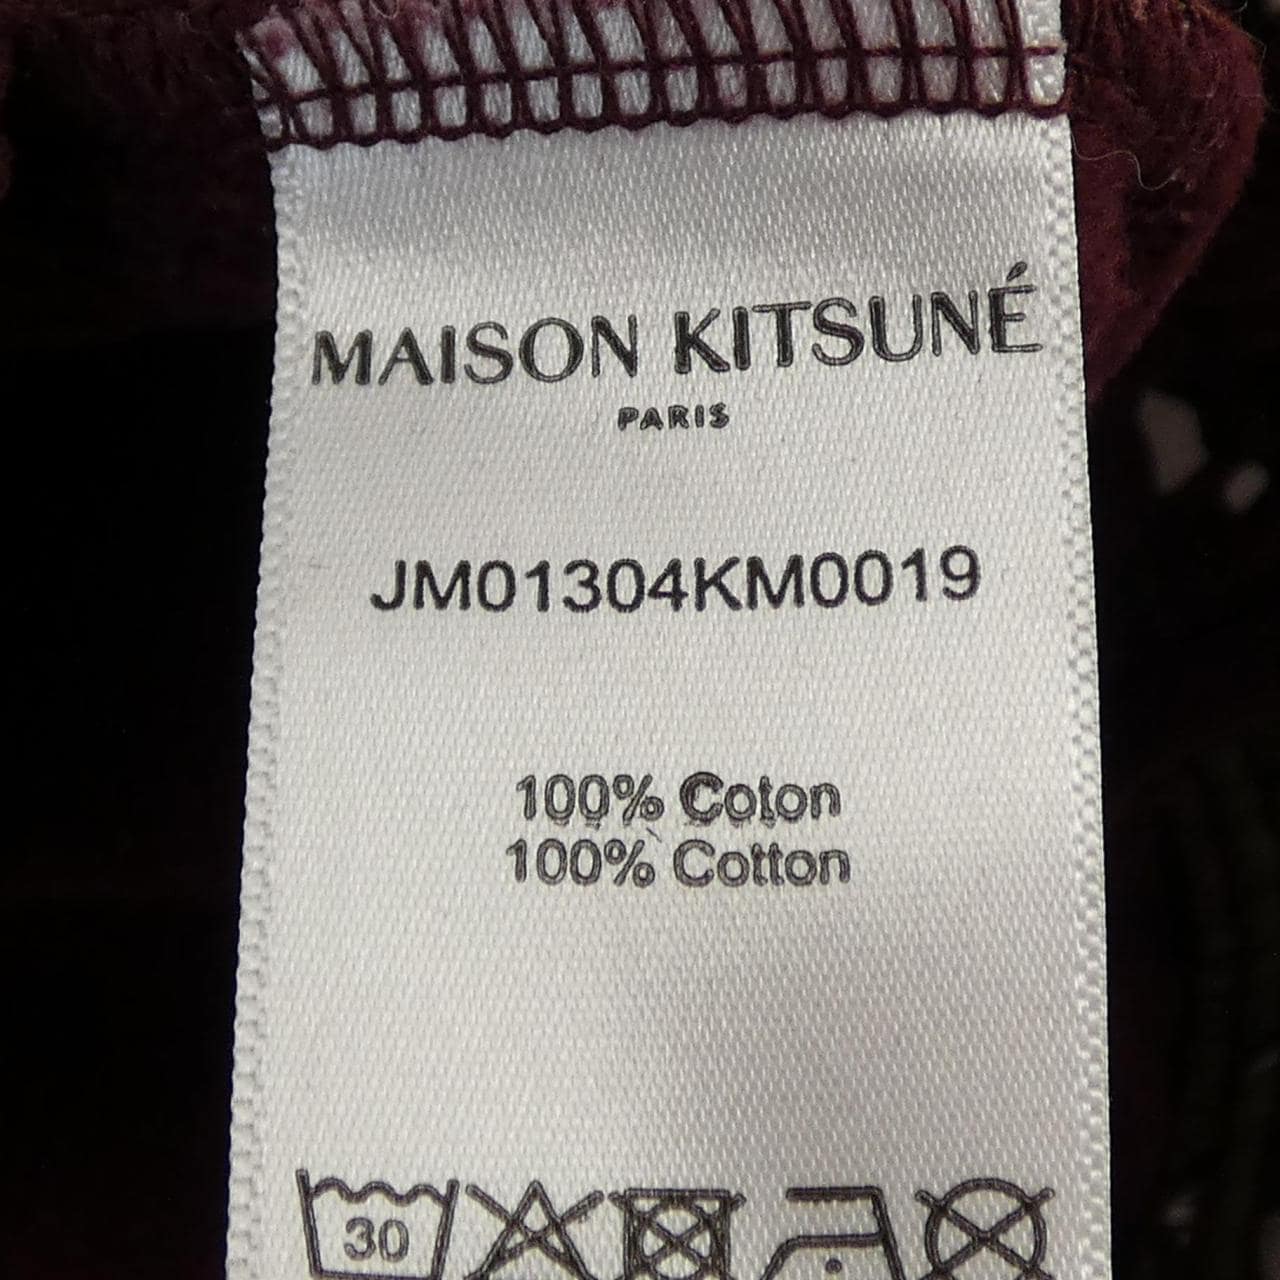 MAISON KITSUNÉ
PARIS
JM01304KM0019
100% Coton
100% Cotton
30